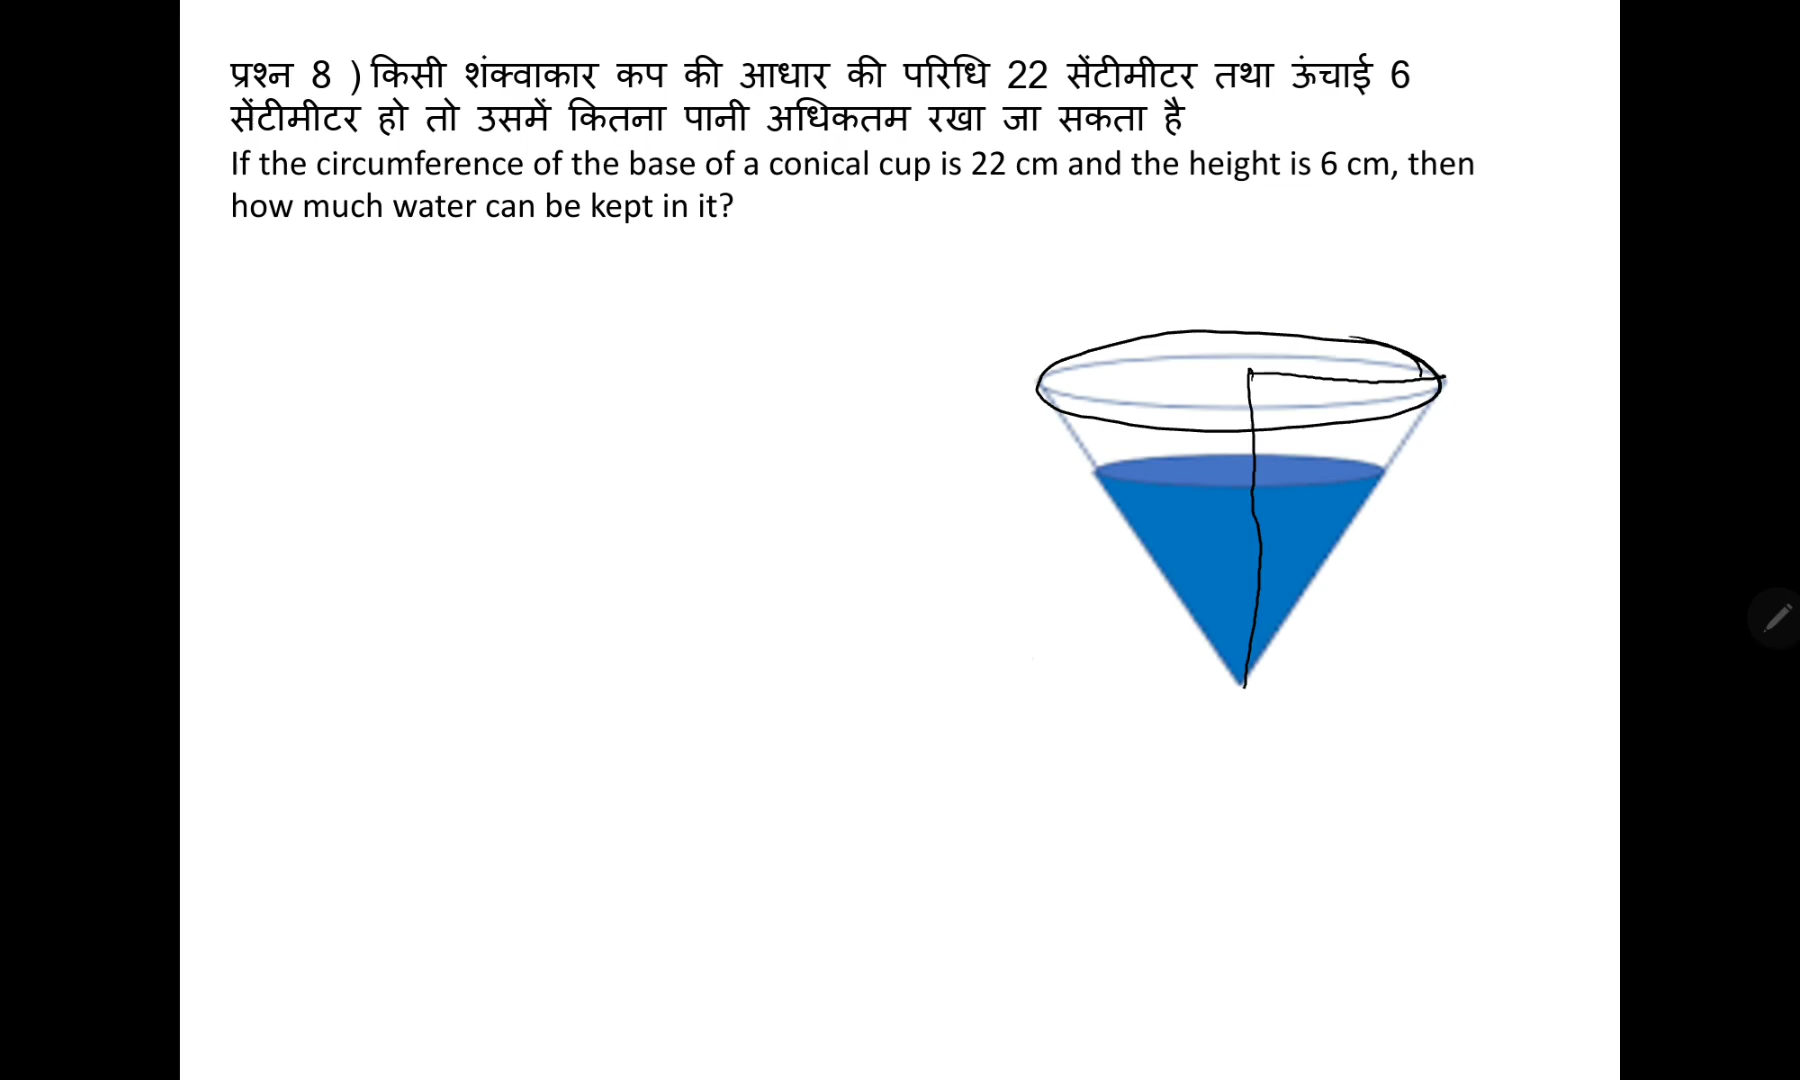 प्रश्न 8 ) किसी शंक्वाकार कप की आधार की परिधि 22 सेंटीमीटर तथा ऊंचाई 6
सेंटीमीटर हो तो उसमें कितना पानी अधिकतम रखा जा सकता है
If the circumference of the base of a conical cup is 22 cm and the height is 6 cm, then
how much water can be kept in it?